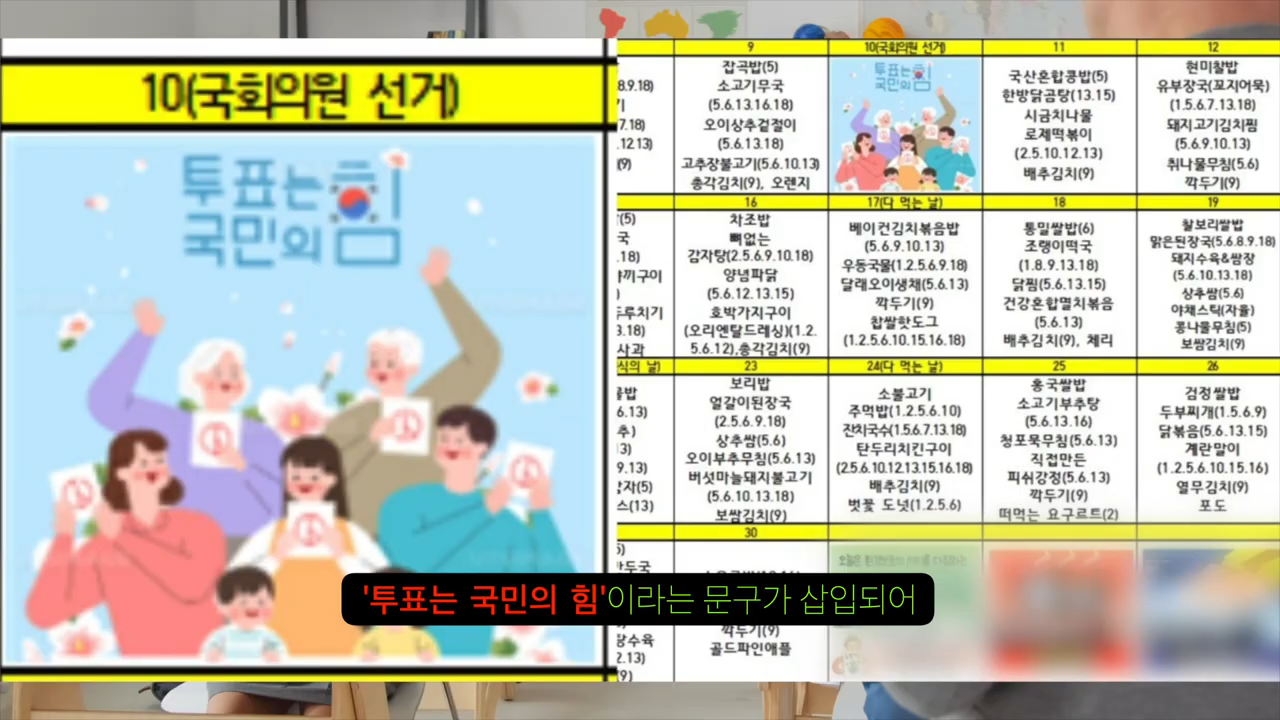 10(국회의원 선거)
투표는
국민의 힘
9
잡곡밥(5)
소고기무국
(5.6.13.16.18)
오이상추겉절이
(5.6.13.18)
고추장불고기(5.6.10.13)
총각김치(9), 오렌지
10(국회의원 선거)
투표는
국민의 힘
11
국산혼합콩밥(5)
한방닭곰탕(13.15)
시금치나물
로제떡볶이
(2.5.10.12.13)
배추김치(9)
12
현미찰밥
유부장국(꼬지어묵)
(1.5.6.7.13.18)
돼지고기김치찜
(5.6.9.10.13)
취나물무침(5.6)
깍두기(9)
16
차조밥
뼈없는
감자탕(2.5.6.9.10.18)
양념파닭
(5.6.12.13.15)
호박가지구이
(오리엔탈드레싱)(1.2.
5.6.12),총각김치(9)
17(다 먹는 날)
베이컨김치볶음밥
(5.6.9.10.13)
우동국물(1.2.5.6.9.18)
달래오이생채(5.6.13)
깍두기(9)
찹쌀핫도그
(1.2.5.6.10.15.16.18)
18
통밀쌀밥(6)
조랭이떡국
(1.8.9.13.18)
닭찜(5.6.13.15)
건강혼합멸치볶음
(5.6.13)
배추김치(9), 체리
19
찰보리쌀밥
맑은된장국(5.6.8.9.18)
돼지수육&쌈장
(5.6.10.13.18)
상추쌈(5.6)
야채스틱(자율)
콩나물무침(5)
보쌈김치(9)
23
보리밥
얼갈이된장국
(2.5.6.9.18)
상추쌈(5.6)
오이부추무침(5.6.13)
버섯마늘돼지불고기
(5.6.10.13.18)
보쌈김치(9)
24(다 먹는 날)
소불고기
주먹밥(1.2.5.6.10)
잔치국수(1.5.6.7.13.18)
탄두리치킨구이
(2.5.6.10.12.13.15.16.18)
배추김치(9)
벚꽃 도넛(1.2.5.6)
25
홍국쌀밥
소고기부추탕
(5.6.13.16)
청포묵무침(5.6.13)
직접만든
피쉬강정(5.6.13)
깍두기(9)
떠먹는 요구르트(2)
26
검정쌀밥
두부찌개(1.5.6.9)
닭볶음(5.6.13.15)
계란말이
(1.2.5.6.10.15.16)
열무김치(9)
포도
30
깍두기(9)
골드파인애플
'투표는 국민의 힘'이라는 문구가 삽입되어